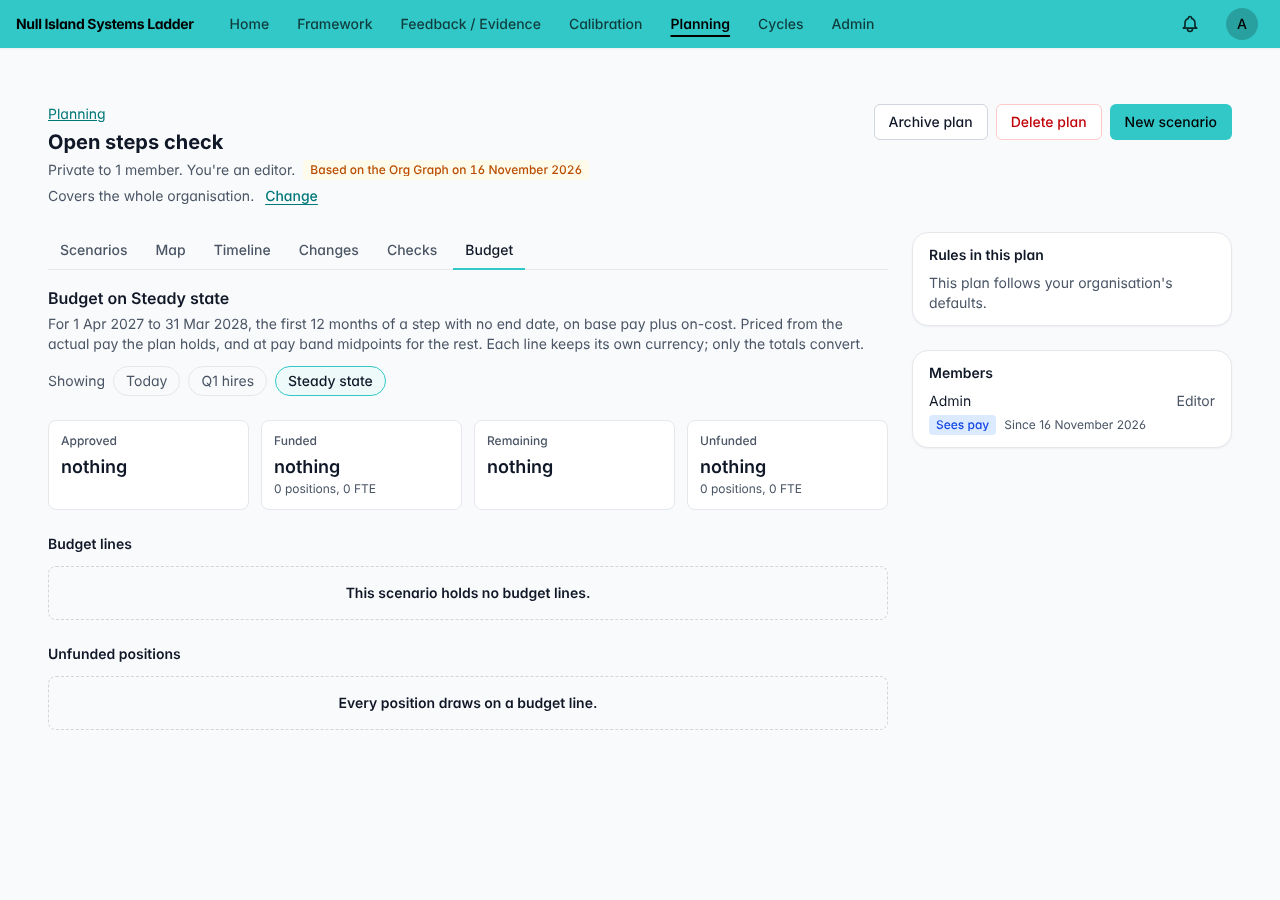 Null Island Systems Ladder
Home
Framework
Feedback / Evidence
Calibration
Planning
Cycles
Admin
A
Planning
Open steps check
Private to 1 member. You're an editor.
Based on the Org Graph on 16 November 2026
Covers the whole organisation.
Change
Archive plan
Delete plan
New scenario
Scenarios
Map
Timeline
Changes
Checks
Budget
Budget on Steady state
For 1 Apr 2027 to 31 Mar 2028, the first 12 months of a step with no end date, on base pay plus on-cost. Priced from the
actual pay the plan holds, and at pay band midpoints for the rest. Each line keeps its own currency; only the totals convert.
Showing
Today
Q1 hires
Steady state
Approved
nothing
Funded
nothing
0 positions, 0 FTE
Remaining
nothing
Unfunded
nothing
0 positions, 0 FTE
Budget lines
This scenario holds no budget lines.
Unfunded positions
Every position draws on a budget line.
Rules in this plan
This plan follows your organisation's
defaults.
Members
Admin
Editor
Sees pay
Since 16 November 2026